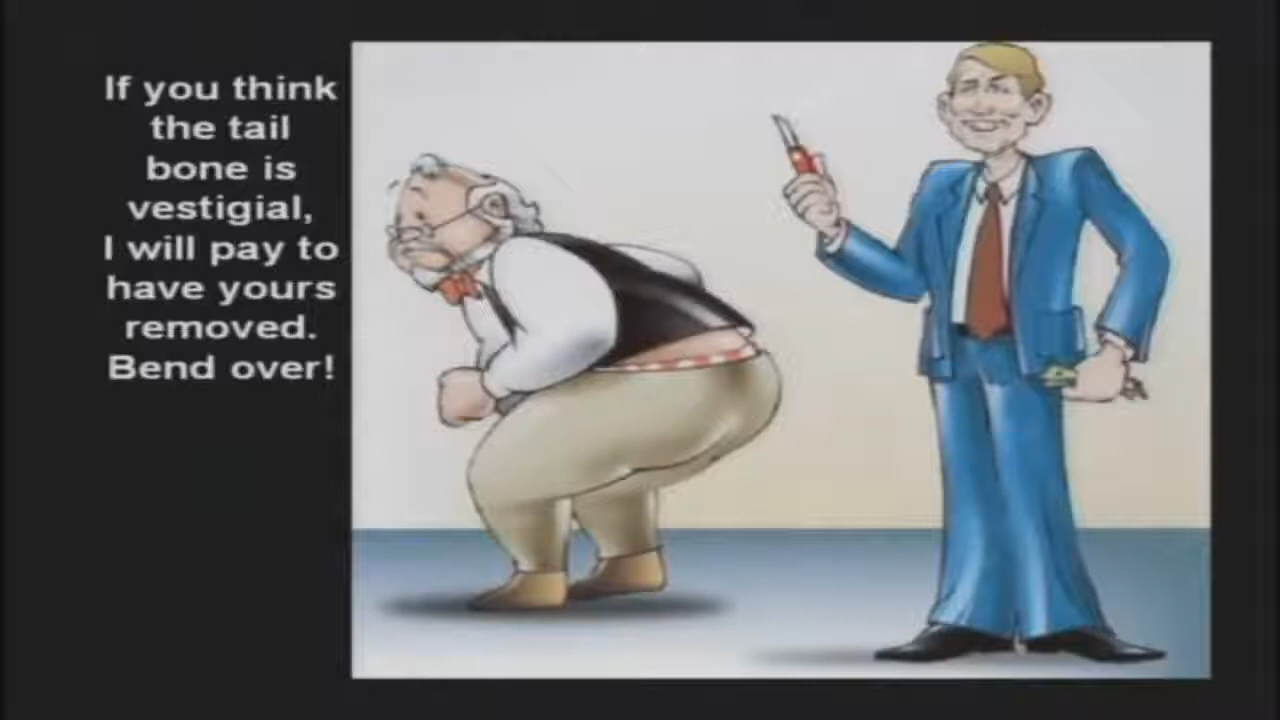 If you think
the tail
bone is
vestigial,
I will pay to
have yours
removed.
Bend over!